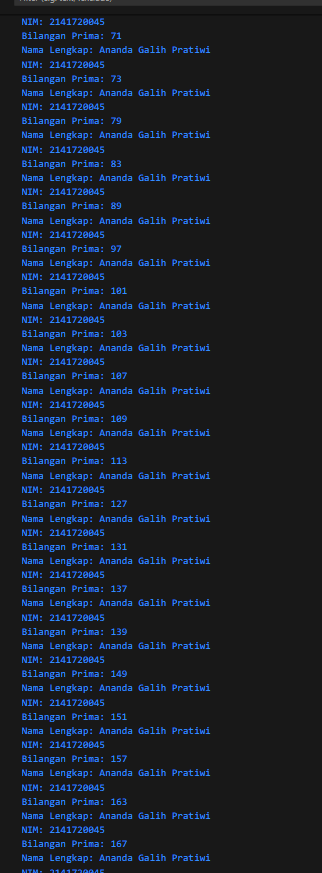 NIM: 2141720045
Bilangan Prima: 71
Nama Lengkap: Ananda Galih Pratiwi
NIM: 2141720045
Bilangan Prima: 73
Nama Lengkap: Ananda Galih Pratiwi
NIM: 2141720045
Bilangan Prima: 79
Nama Lengkap: Ananda Galih Pratiwi
NIM: 2141720045
Bilangan Prima: 83
Nama Lengkap: Ananda Galih Pratiwi
NIM: 2141720045
Bilangan Prima: 89
Nama Lengkap: Ananda Galih Pratiwi
NIM: 2141720045
Bilangan Prima: 97
Nama Lengkap: Ananda Galih Pratiwi
NIM: 2141720045
Bilangan Prima: 101
Nama Lengkap: Ananda Galih Pratiwi
NIM: 2141720045
Bilangan Prima: 103
Nama Lengkap: Ananda Galih Pratiwi
NIM: 2141720045
Bilangan Prima: 107
Nama Lengkap: Ananda Galih Pratiwi
NIM: 2141720045
Bilangan Prima: 109
Nama Lengkap: Ananda Galih Pratiwi
NIM: 2141720045
Bilangan Prima: 113
Nama Lengkap: Ananda Galih Pratiwi
NIM: 2141720045
Bilangan Prima: 127
Nama Lengkap: Ananda Galih Pratiwi
NIM: 2141720045
Bilangan Prima: 131
Nama Lengkap: Ananda Galih Pratiwi
NIM: 2141720045
Bilangan Prima: 137
Nama Lengkap: Ananda Galih Pratiwi
NIM: 2141720045
Bilangan Prima: 139
Nama Lengkap: Ananda Galih Pratiwi
NIM: 2141720045
Bilangan Prima: 149
Nama Lengkap: Ananda Galih Pratiwi
NIM: 2141720045
Bilangan Prima: 151
Nama Lengkap: Ananda Galih Pratiwi
NIM: 2141720045
Bilangan Prima: 157
Nama Lengkap: Ananda Galih Pratiwi
NIM: 2141720045
Bilangan Prima: 163
Nama Lengkap: Ananda Galih Pratiwi
NIM: 2141720045
Bilangan Prima: 167
Nama Lengkap: Ananda Galih Pratiwi
NIM: 2141720045